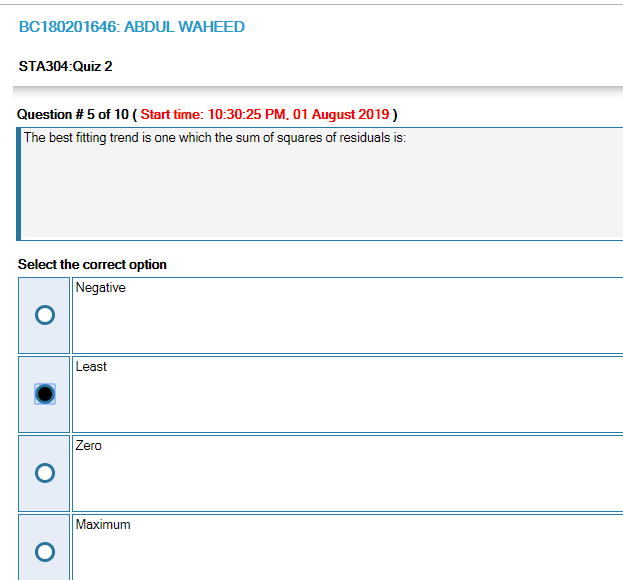 BC180201646: ABDUL WAHEED
STA304:Quiz 2
Question # 5 of 10 ( Start time: 10:30:25 PM, 01 August 2019 )
The best fitting trend is one which the sum of squares of residuals is:
Select the correct option
Negative
Least
Zero
Maximum